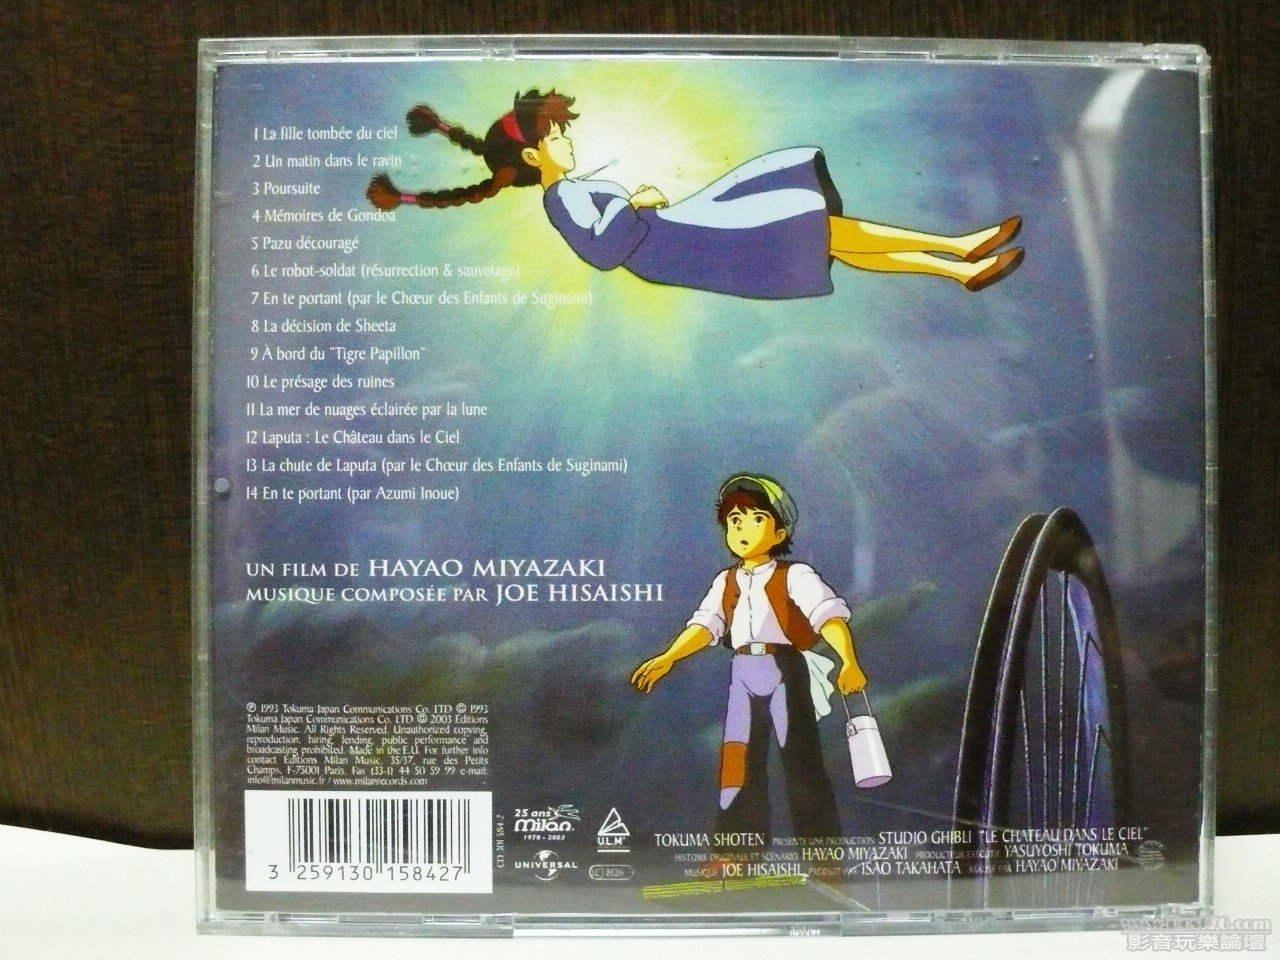 1 La fille tombée du ciel
2 Un matin dans le ravin
3 Poursuite
4 Mémoires de Gondoa
5 Pazu découragé
6 Le robot-soldat (résurrection & sauvetage)
7 En te portant (par le Chœur des Enfants de Suginami)
8 La décision de Sheeta
9 À bord du "Tigre Papillon"
10 Le présage des ruines
11 La mer de nuages éclairée par la lune
12 Laputa : Le Château dans le Ciel
13 La chute de Laputa (par le Chœur des Enfants de Suginami)
14 En te portant (par Azumi Inoue)
UN FILM DE HAYAO MIYAZAKI
MUSIQUE COMPOSÉE PAR JOE HISAISHI
℗ 1993 Tokuma Japan Communications Co. LTD © 1993
Tokuma Japan Communications Co. LTD © 2003 Editions
Milan Music. All Rights Reserved. Unauthorized copying,
reproduction, hiring, lending, public performance and
broadcasting prohibited. Made in the E.U. For further info
contact Editions Milan Music, 35/37, rue des Petits
Champs, F-75001 Paris. Fax (33-1) 44 50 59 99 e-mail:
info@milanmusic.fr / www.milanrecords.com
3 259130 158427
CD 301 584-2
25 ans
milan
1978 - 2003
UNIVERSAL
U.L.M
LC 8126
TOKUMA SHOTEN PRESENTE UNE PRODUCTION STUDIO GHIBLI "LE CHATEAU DANS LE CIEL"
HISTOIRE ORIGINALE ET SCÉNARIO HAYAO MIYAZAKI PRODUCTEUR EXECUTIF YASUYOSHI TOKUMA
MUSIQUE JOE HISAISHI PRODUIT PAR ISAO TAKAHATA RÉALISÉ PAR HAYAO MIYAZAKI
www.post76.com
影音玩樂論壇